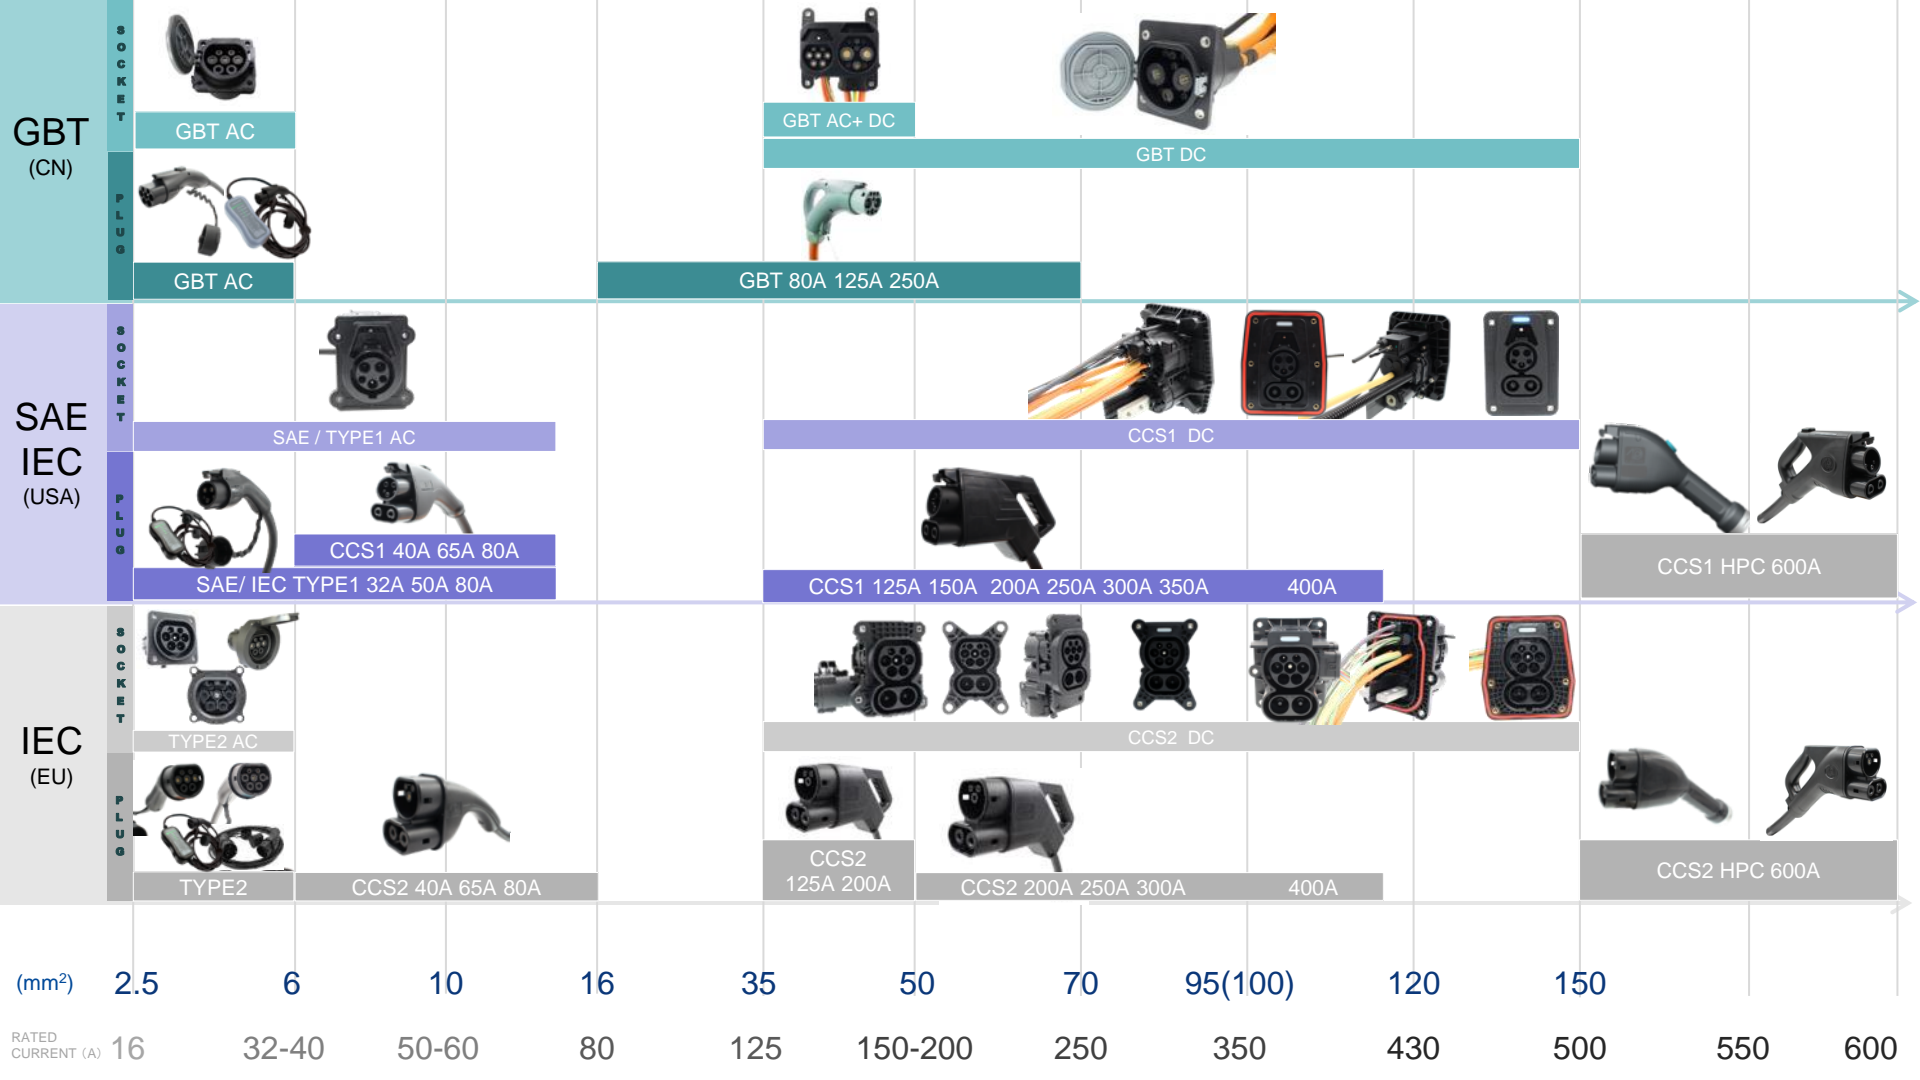 GBT
(CN)
SOCKET
GBT AC
GBT AC+ DC
GBT DC
PLUG
GBT AC
GBT 80A 125A 250A
SAE
IEC
(USA)
SOCKET
SAE / TYPE1 AC
CCS1 DC
PLUG
CCS1 40A 65A 80A
SAE/ IEC TYPE1 32A 50A 80A
CCS1 125A 150A 200A 250A 300A 350A 400A
CCS1 HPC 600A
IEC
(EU)
SOCKET
TYPE2 AC
CCS2 DC
PLUG
TYPE2
CCS2 40A 65A 80A
CCS2
125A 200A
CCS2 200A 250A 300A 400A
CCS2 HPC 600A
(mm²) 2.5 6 10 16 35 50 70 95(100) 120 150
RATED
CURRENT (A) 16 32-40 50-60 80 125 150-200 250 350 430 500 550 600